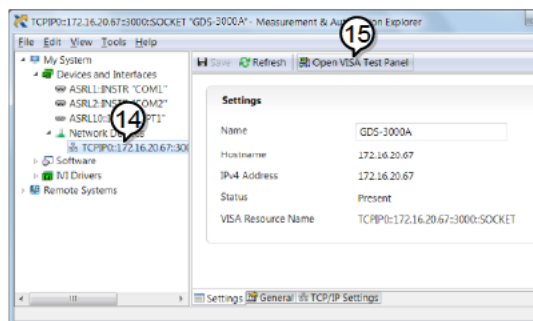 TCPIP0::172.16.20.67::3000::SOCKET "GDS-3000A" - Measurement & Automation Explorer
File Edit View Tools Help
15
My System
Save Refresh Open VISA Test Panel
Devices and Interfaces
ASRL1::INSTR "COM1"
Settings
ASRL2::INSTR "COM2"
ASRL10::INSTR
14
Name GDS-3000A
Network
TCPIP0::172.16.20.67::300
Hostname 172.16.20.67
Software
IVI Drivers
IPv4 Address 172.16.20.67
Remote Systems
Status Present
VISA Resource Name TCPIP0::172.16.20.67::3000::SOCKET
Settings General TCP/IP Settings